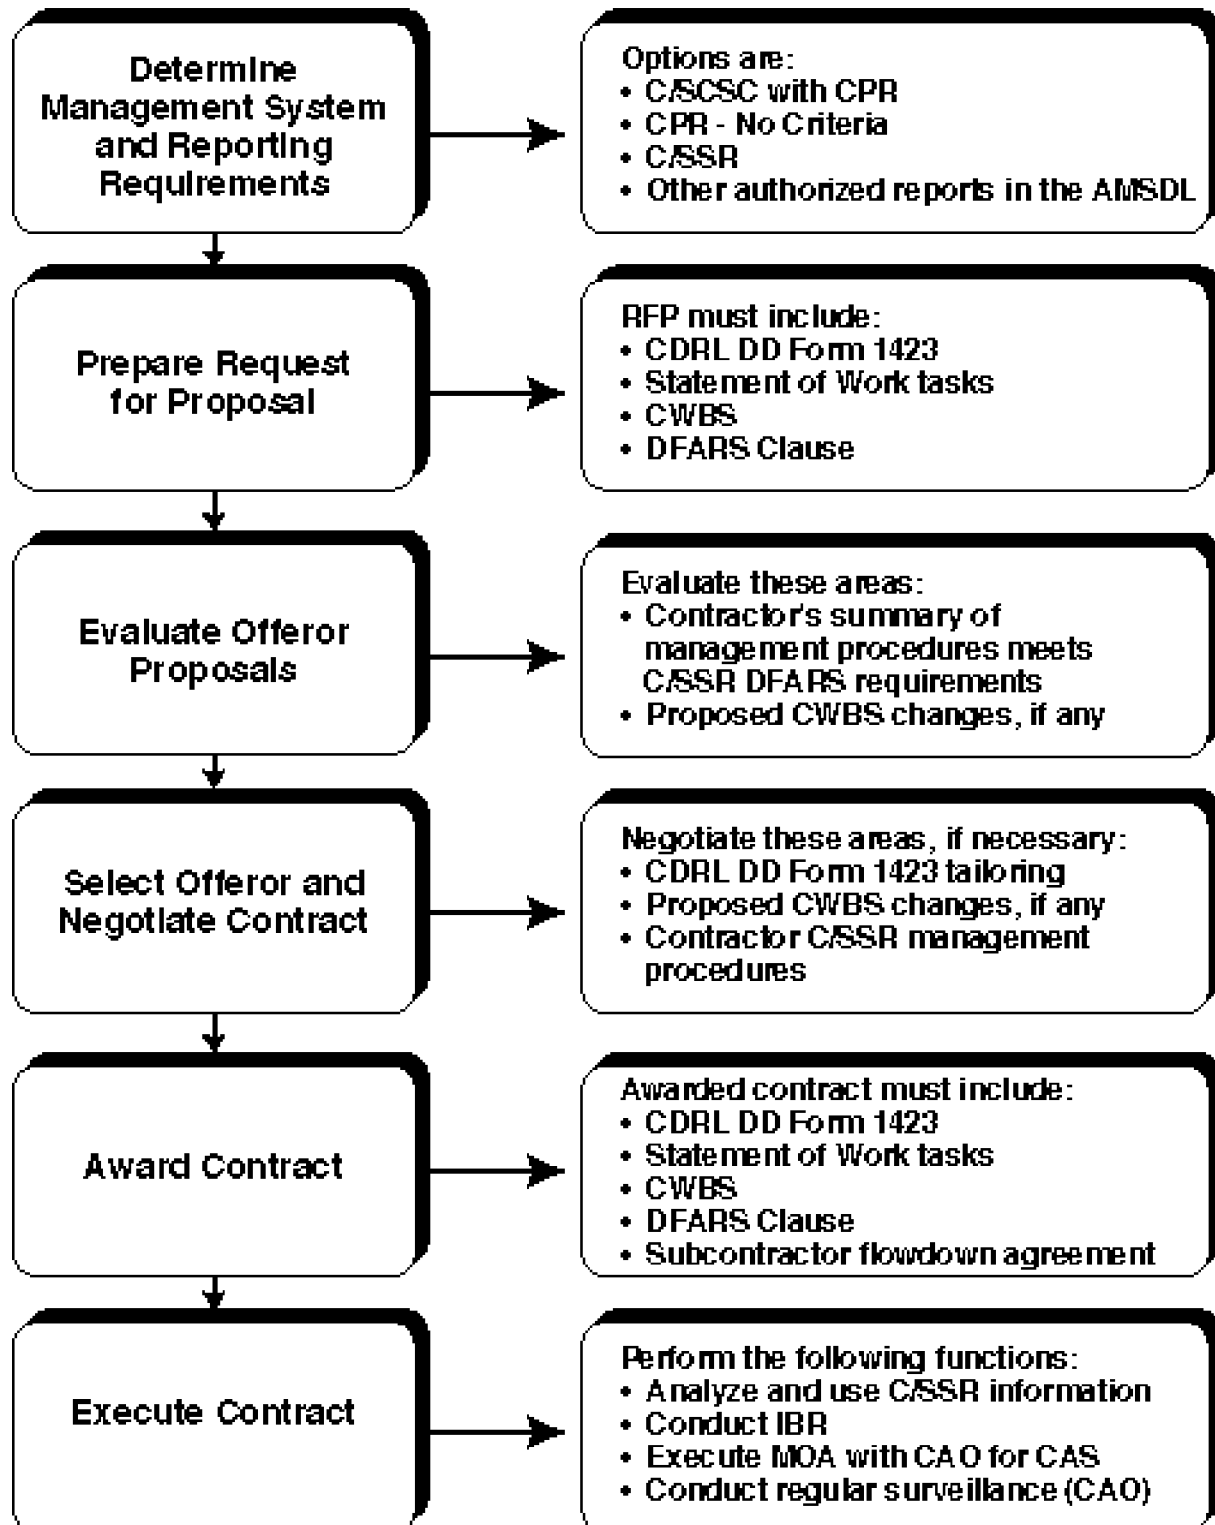 Determine
Management System
and Reporting
Requirements
Options are:
• C/SCSC with CPR
• CPR - No Criteria
• C/SSR
• Other authorized reports in the AMSDL
Prepare Request
for Proposal
RFP must include:
• CDRL DD Form 1423
• Statement of Work tasks
• CWBS
• DFARS Clause
Evaluate Offeror
Proposals
Evaluate these areas:
• Contractor's summary of
management procedures meets
C/SSR DFARS requirements
• Proposed CWBS changes, if any
Select Offeror and
Negotiate Contract
Negotiate these areas, if necessary:
• CDRL DD Form 1423 tailoring
• Proposed CWBS changes, if any
• Contractor C/SSR management
procedures
Award Contract
Awarded contract must include:
• CDRL DD Form 1423
• Statement of Work tasks
• CWBS
• DFARS Clause
• Subcontractor flowdown agreement
Execute Contract
Perform the following functions:
• Analyze and use C/SSR information
• Conduct IBR
• Execute MOA with CAO for CAS
• Conduct regular surveillance (CAO)